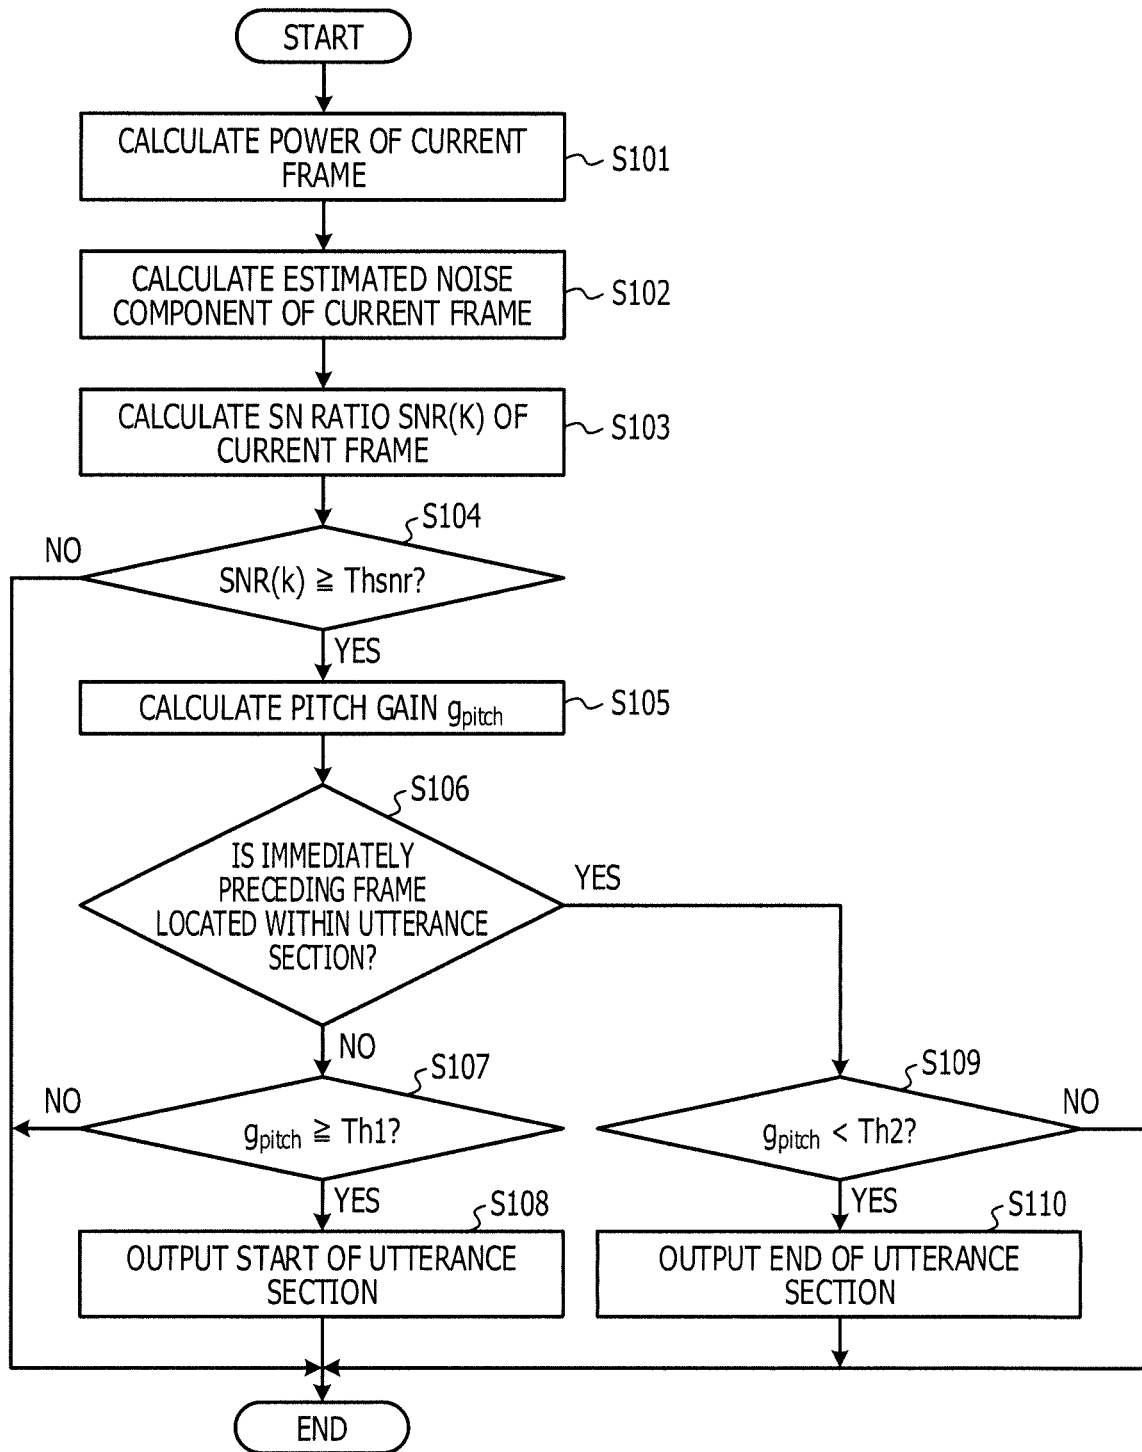 START
CALCULATE POWER OF CURRENT
FRAME
S101
CALCULATE ESTIMATED NOISE
COMPONENT OF CURRENT FRAME
S102
CALCULATE SN RATIO SNR(K) OF
CURRENT FRAME
S103
S104
NO
SNR(k) ≧ Thsnr?
YES
CALCULATE PITCH GAIN gpitch
S105
S106
IS IMMEDIATELY
PRECEDING FRAME
LOCATED WITHIN UTTERANCE
SECTION?
YES
NO
S107
NO
gpitch ≧ Th1?
YES
S108
OUTPUT START OF UTTERANCE
SECTION
S109
NO
gpitch < Th2?
YES
S110
OUTPUT END OF UTTERANCE
SECTION
END